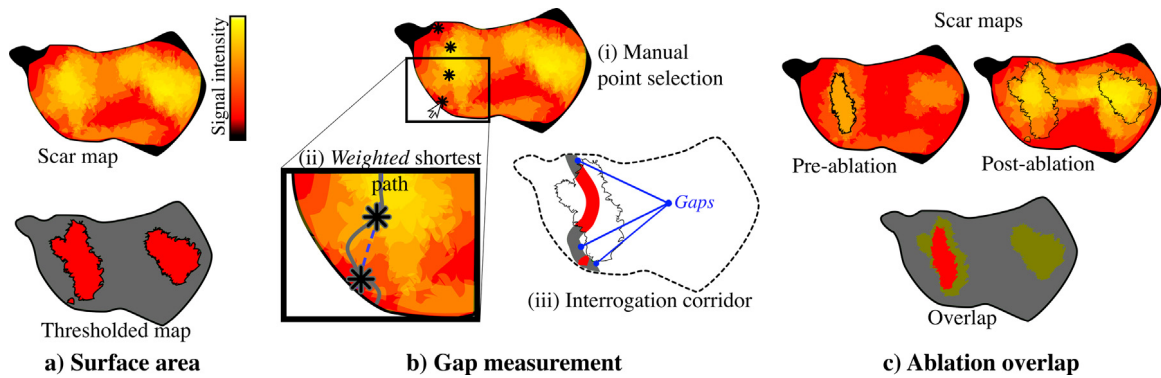 Signal intensity
Scar map
Thresholded map
a) Surface area
(i) Manual
point selection
(ii) Weighted shortest
path
Gaps
(iii) Interrogation corridor
b) Gap measurement
Scar maps
Pre-ablation
Post-ablation
Overlap
c) Ablation overlap